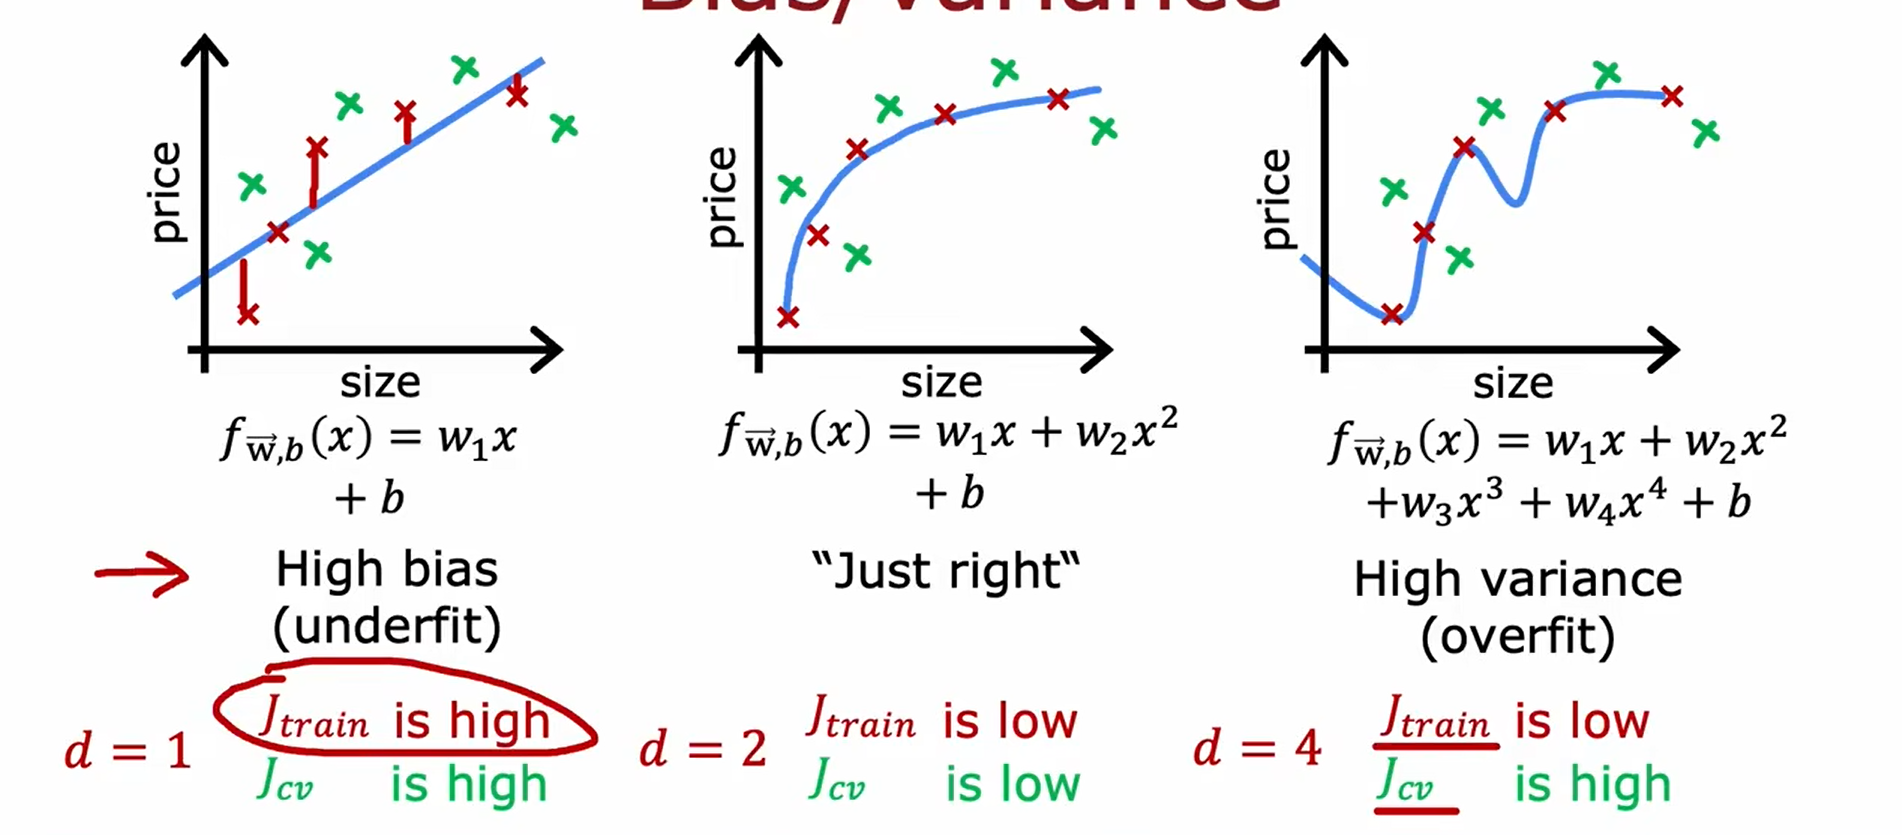 Bias/Variance
price
size
f_{\vec{w},b}(x) = w_1x
+ b
High bias
(underfit)
d = 1
J_{train} is high
J_{cv} is high
price
size
f_{\vec{w},b}(x) = w_1x + w_2x^2
+ b
“Just right“
d = 2
J_{train} is low
J_{cv} is low
price
size
f_{\vec{w},b}(x) = w_1x + w_2x^2
+w_3x^3 + w_4x^4 + b
High variance
(overfit)
d = 4
J_{train} is low
J_{cv} is high